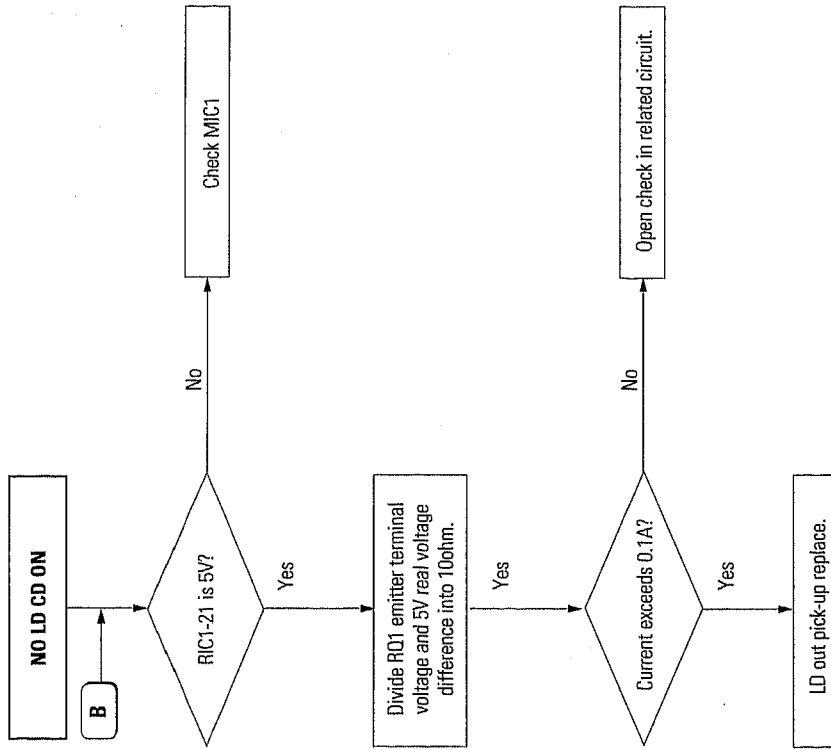 NO LD CD ON
B
RIC1-21 is 5V?
No
Check MIC1
Yes
Divide RQ1 emitter terminal
voltage and 5V real voltage
difference into 10ohm.
Yes
Current exceeds 0.1A?
No
Open check in related circuit.
Yes
LD out pick-up replace.